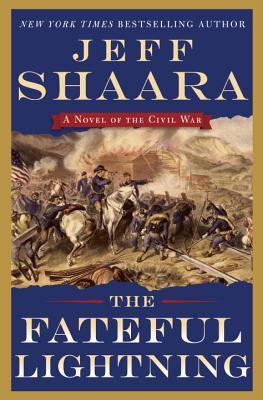 NEW YORK TIMES BESTSELLING AUTHOR
JEFF
SHAARA
A NOVEL OF THE CIVIL WAR
THE
FATEFUL
LIGHTNING